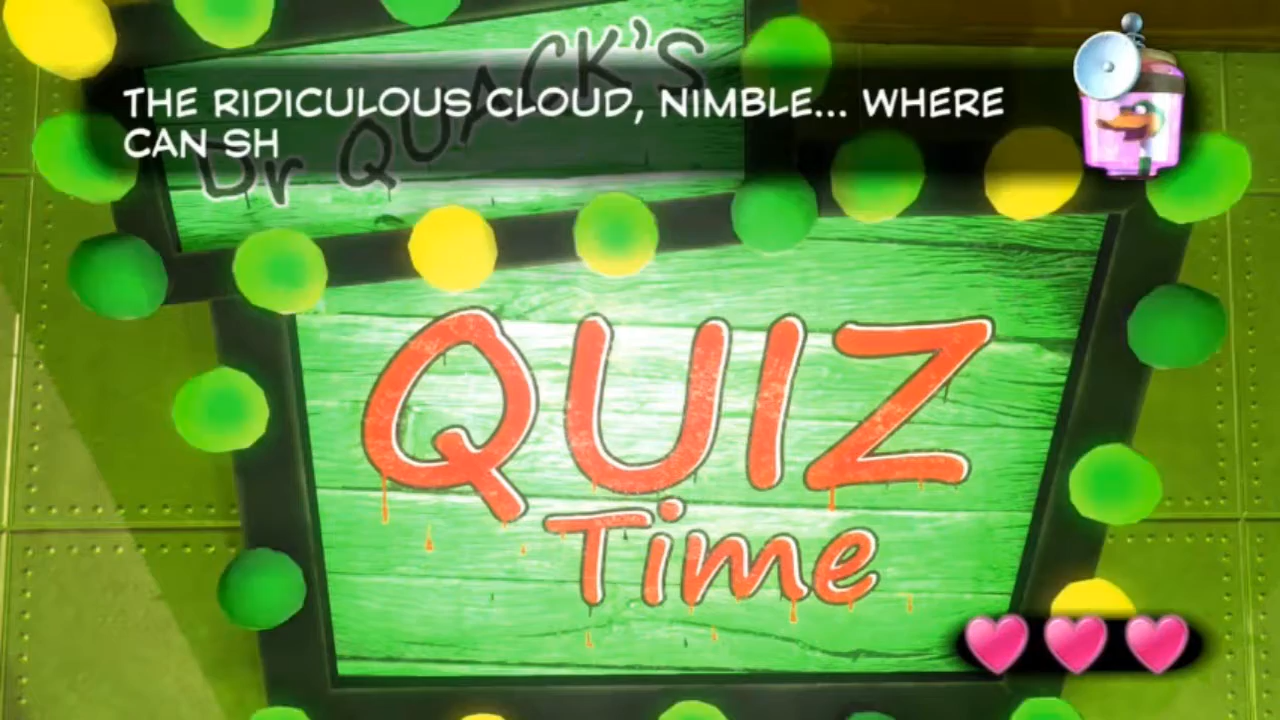 THE RIDICULOUS CLOUD, NIMBLE... WHERE
CAN SH
Dr QUACK'S
QUIZ
Time